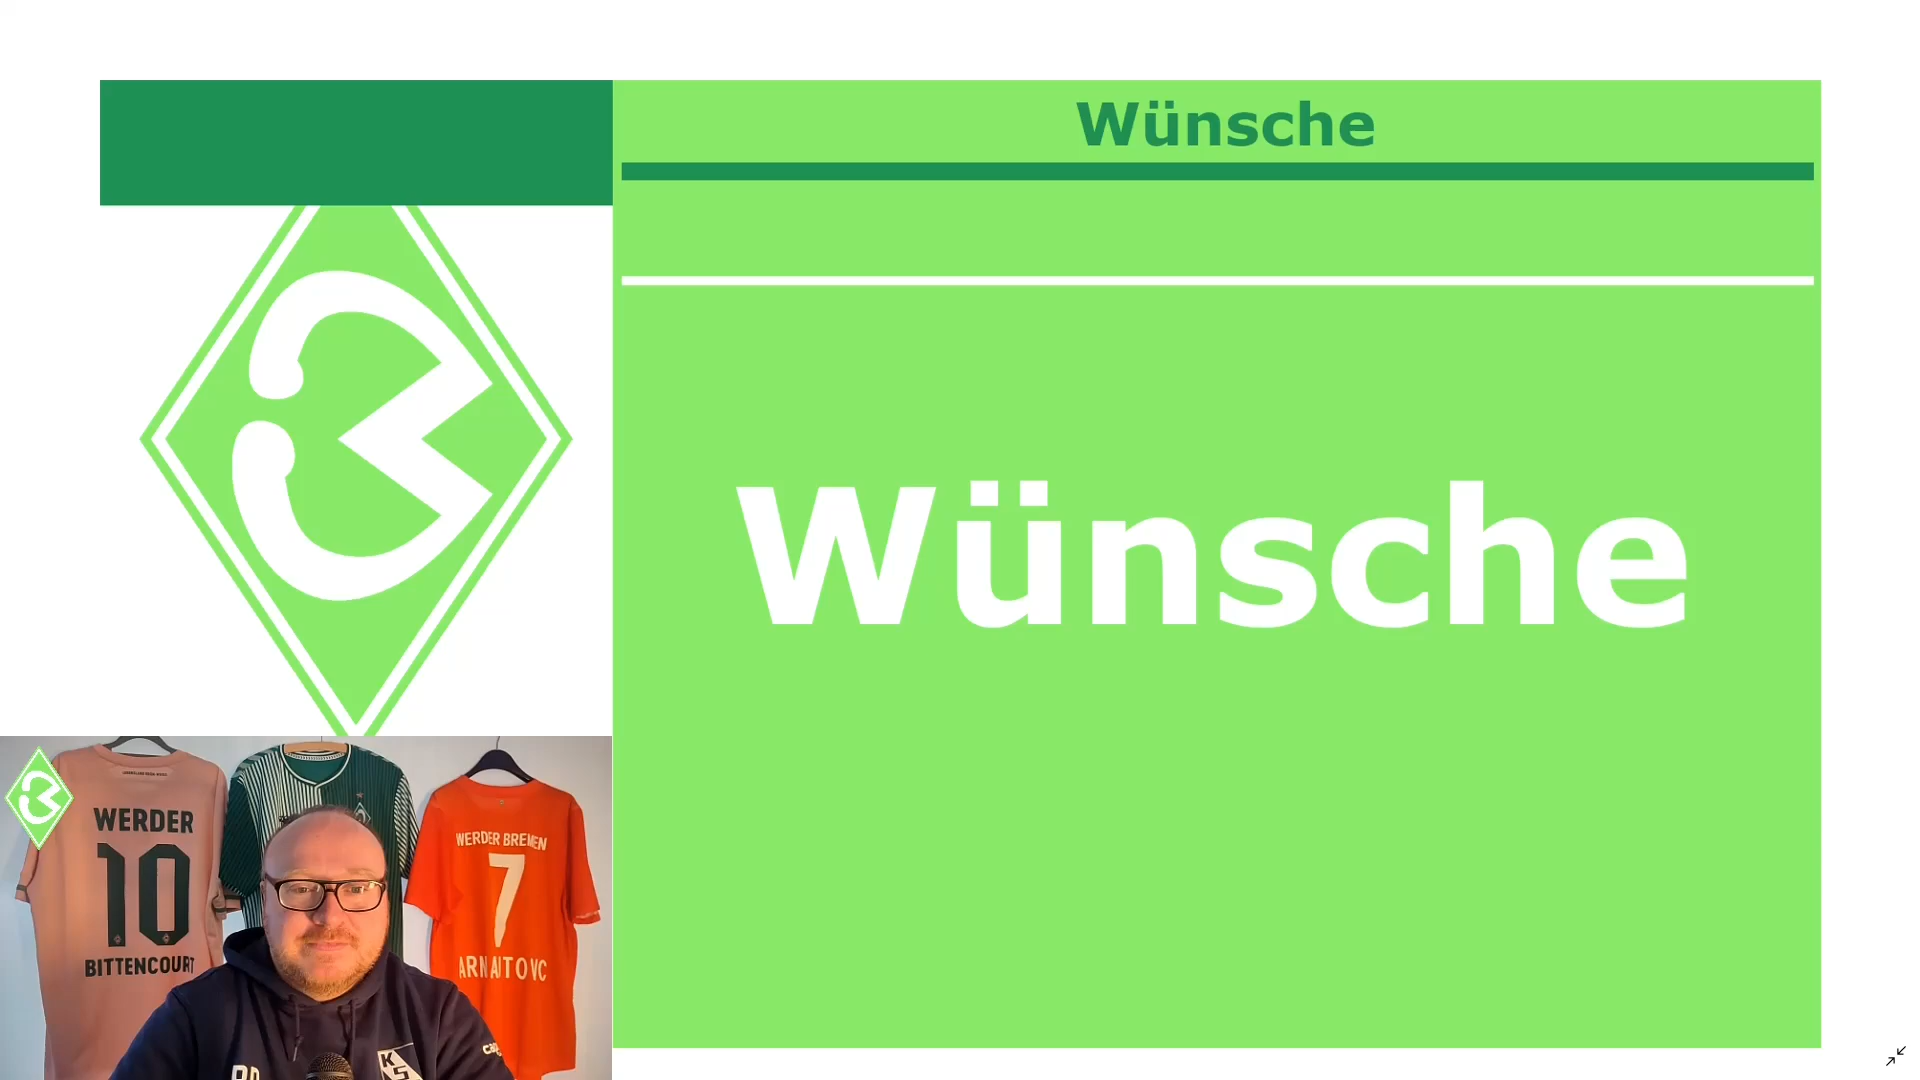 Wünsche
Wünsche
WERDER
10
BITTENCOURT
WERDER BREMEN
7
ARNAUTOVIC